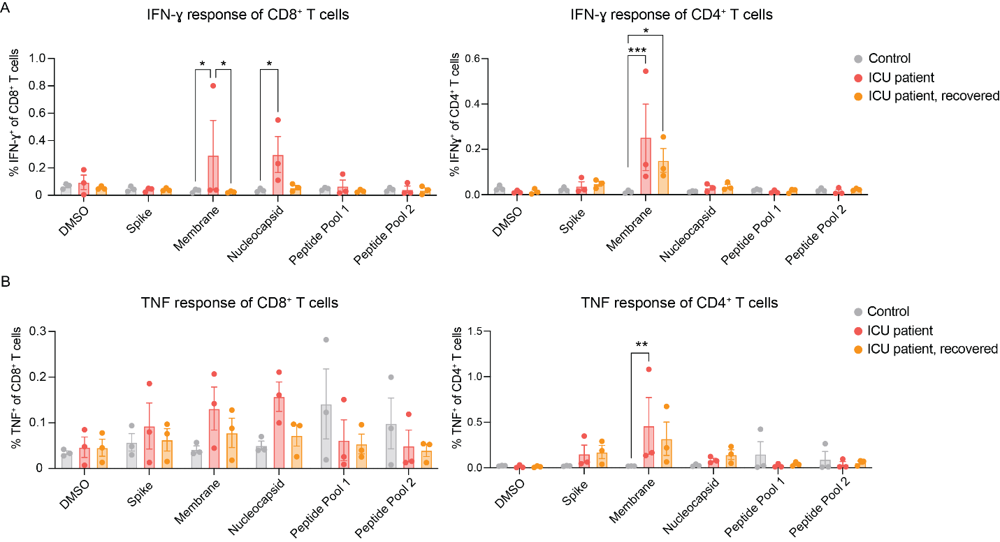 A
IFN-ɣ response of CD8⁺ T cells
% IFN-ɣ⁺ of CD8⁺ T cells
1.0
0.8
0.6
0.4
0.2
0
* * *
DMSO
Spike
Membrane
Nucleocapsid
Peptide Pool 1
Peptide Pool 2
IFN-ɣ response of CD4⁺ T cells
% IFNγ⁺ of CD4⁺ T cells
0.6
0.4
0.2
0.0
*
***
DMSO
Spike
Membrane
Nucleocapsid
Peptide Pool 1
Peptide Pool 2
Control
ICU patient
ICU patient, recovered
B
TNF response of CD8⁺ T cells
% TNF⁺ of CD8⁺ T cells
0.3
0.2
0.1
0
DMSO
Spike
Membrane
Nucleocapsid
Peptide Pool 1
Peptide Pool 2
TNF response of CD4⁺ T cells
% TNF⁺ of CD4⁺ T cells
1.5
1.0
0.5
0.0
**
DMSO
Spike
Membrane
Nucleocapsid
Peptide Pool 1
Peptide Pool 2
Control
ICU patient
ICU patient, recovered